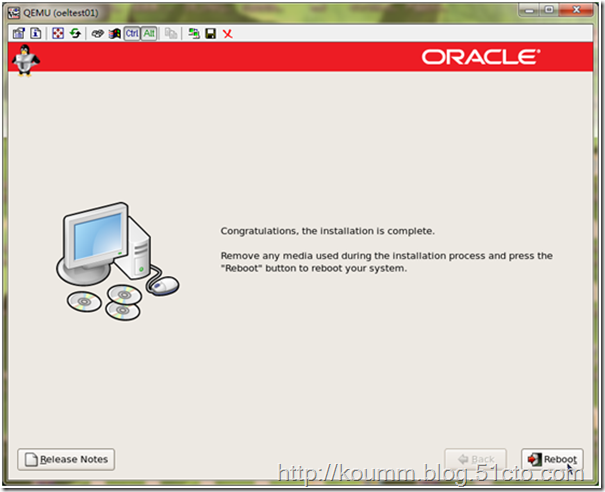 QEMU (oeltest01)
Ctrl Alt
ORACLE®
Congratulations, the installation is complete.
Remove any media used during the installation process and press the
"Reboot" button to reboot your system.
Release Notes
Back
Reboot
http://koumm.blog.51cto.com